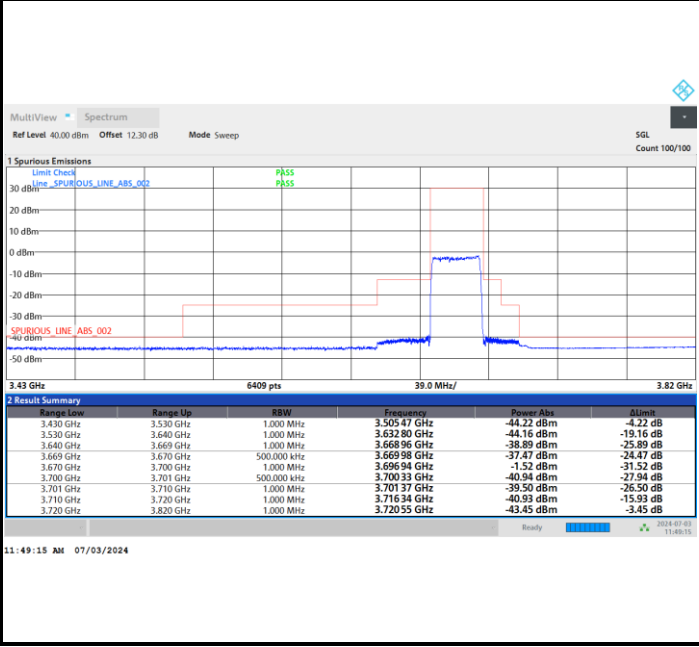 MultiView Spectrum
Ref Level 40.00 dBm Offset 12.30 dB Mode Sweep SGL
Count 100/100
1 Spurious Emissions
Limit Check PASS
Line _SPURIOUS_LINE_ABS_002 PASS
30 dBm
20 dBm
10 dBm
0 dBm
-10 dBm
-20 dBm
-30 dBm
_SPURIOUS_LINE_ABS_002
-40 dBm
-50 dBm
3.43 GHz 6409 pts 39.0 MHz/ 3.82 GHz
2 Result Summary
Range Low Range Up RBW Frequency Power Abs ΔLimit
3.430 GHz 3.530 GHz 1.000 MHz 3.505 47 GHz -44.22 dBm -4.22 dB
3.530 GHz 3.640 GHz 1.000 MHz 3.632 80 GHz -44.16 dBm -19.16 dB
3.640 GHz 3.669 GHz 1.000 MHz 3.668 96 GHz -38.89 dBm -25.89 dB
3.669 GHz 3.670 GHz 500.000 kHz 3.669 98 GHz -37.47 dBm -24.47 dB
3.670 GHz 3.700 GHz 1.000 MHz 3.696 94 GHz -1.52 dBm -31.52 dB
3.700 GHz 3.701 GHz 500.000 kHz 3.700 33 GHz -40.94 dBm -27.94 dB
3.701 GHz 3.710 GHz 1.000 MHz 3.701 37 GHz -39.50 dBm -26.50 dB
3.710 GHz 3.720 GHz 1.000 MHz 3.716 34 GHz -40.93 dBm -15.93 dB
3.720 GHz 3.820 GHz 1.000 MHz 3.720 55 GHz -43.45 dBm -3.45 dB
Ready 2024-07-03
11:49:15
11:49:15 AM 07/03/2024